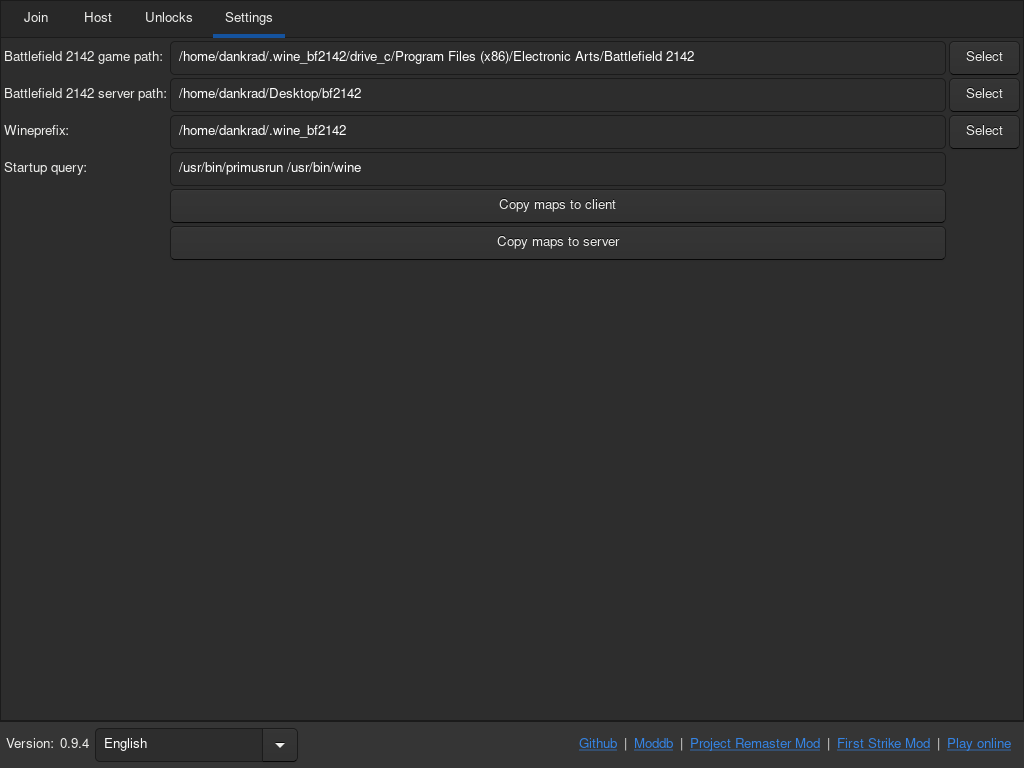 Join Host Unlocks Settings
Battlefield 2142 game path: /home/dankrad/.wine_bf2142/drive_c/Program Files (x86)/Electronic Arts/Battlefield 2142 Select
Battlefield 2142 server path: /home/dankrad/Desktop/bf2142 Select
Wineprefix: /home/dankrad/.wine_bf2142 Select
Startup query: /usr/bin/primusrun /usr/bin/wine
Copy maps to client
Copy maps to server
Version: 0.9.4 English Github | Moddb | Project Remaster Mod | First Strike Mod | Play online